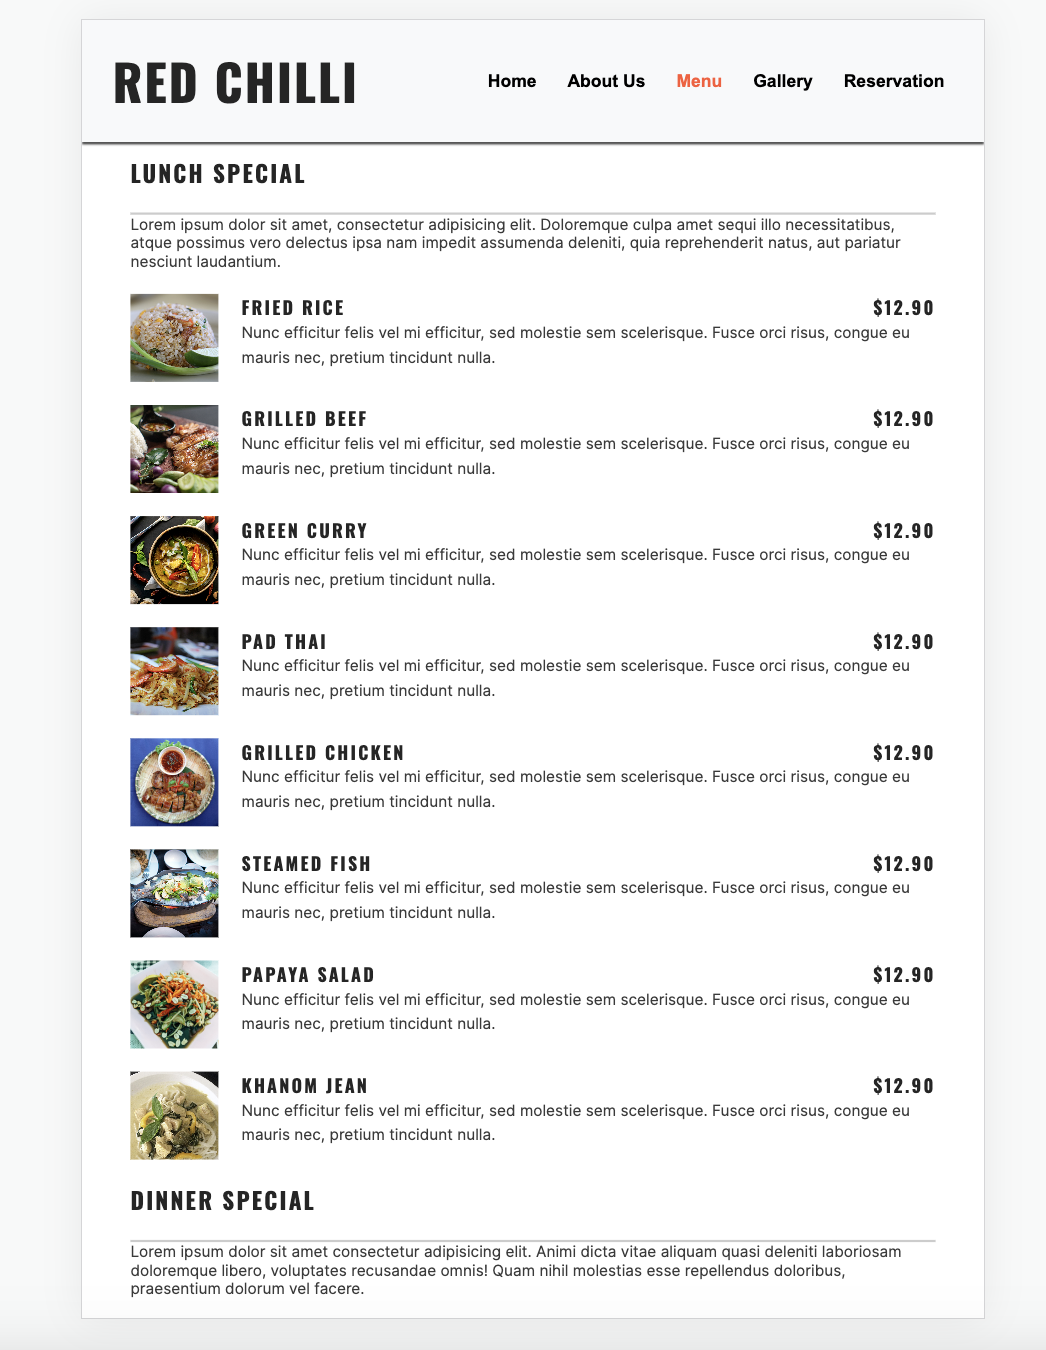 RED CHILLI
Home About Us Menu Gallery Reservation
LUNCH SPECIAL
Lorem ipsum dolor sit amet, consectetur adipisicing elit. Doloremque culpa amet sequi illo necessitatibus,
atque possimus vero delectus ipsa nam impedit assumenda deleniti, quia reprehenderit natus, aut pariatur
nesciunt laudantium.
FRIED RICE $12.90
Nunc efficitur felis vel mi efficitur, sed molestie sem scelerisque. Fusce orci risus, congue eu
mauris nec, pretium tincidunt nulla.
GRILLED BEEF $12.90
Nunc efficitur felis vel mi efficitur, sed molestie sem scelerisque. Fusce orci risus, congue eu
mauris nec, pretium tincidunt nulla.
GREEN CURRY $12.90
Nunc efficitur felis vel mi efficitur, sed molestie sem scelerisque. Fusce orci risus, congue eu
mauris nec, pretium tincidunt nulla.
PAD THAI $12.90
Nunc efficitur felis vel mi efficitur, sed molestie sem scelerisque. Fusce orci risus, congue eu
mauris nec, pretium tincidunt nulla.
GRILLED CHICKEN $12.90
Nunc efficitur felis vel mi efficitur, sed molestie sem scelerisque. Fusce orci risus, congue eu
mauris nec, pretium tincidunt nulla.
STEAMED FISH $12.90
Nunc efficitur felis vel mi efficitur, sed molestie sem scelerisque. Fusce orci risus, congue eu
mauris nec, pretium tincidunt nulla.
PAPAYA SALAD $12.90
Nunc efficitur felis vel mi efficitur, sed molestie sem scelerisque. Fusce orci risus, congue eu
mauris nec, pretium tincidunt nulla.
KHANOM JEAN $12.90
Nunc efficitur felis vel mi efficitur, sed molestie sem scelerisque. Fusce orci risus, congue eu
mauris nec, pretium tincidunt nulla.
DINNER SPECIAL
Lorem ipsum dolor sit amet consectetur adipisicing elit. Animi dicta vitae aliquam quasi deleniti laboriosam
doloremque libero, voluptates recusandae omnis! Quam nihil molestias esse repellendus doloribus,
praesentium dolorum vel facere.